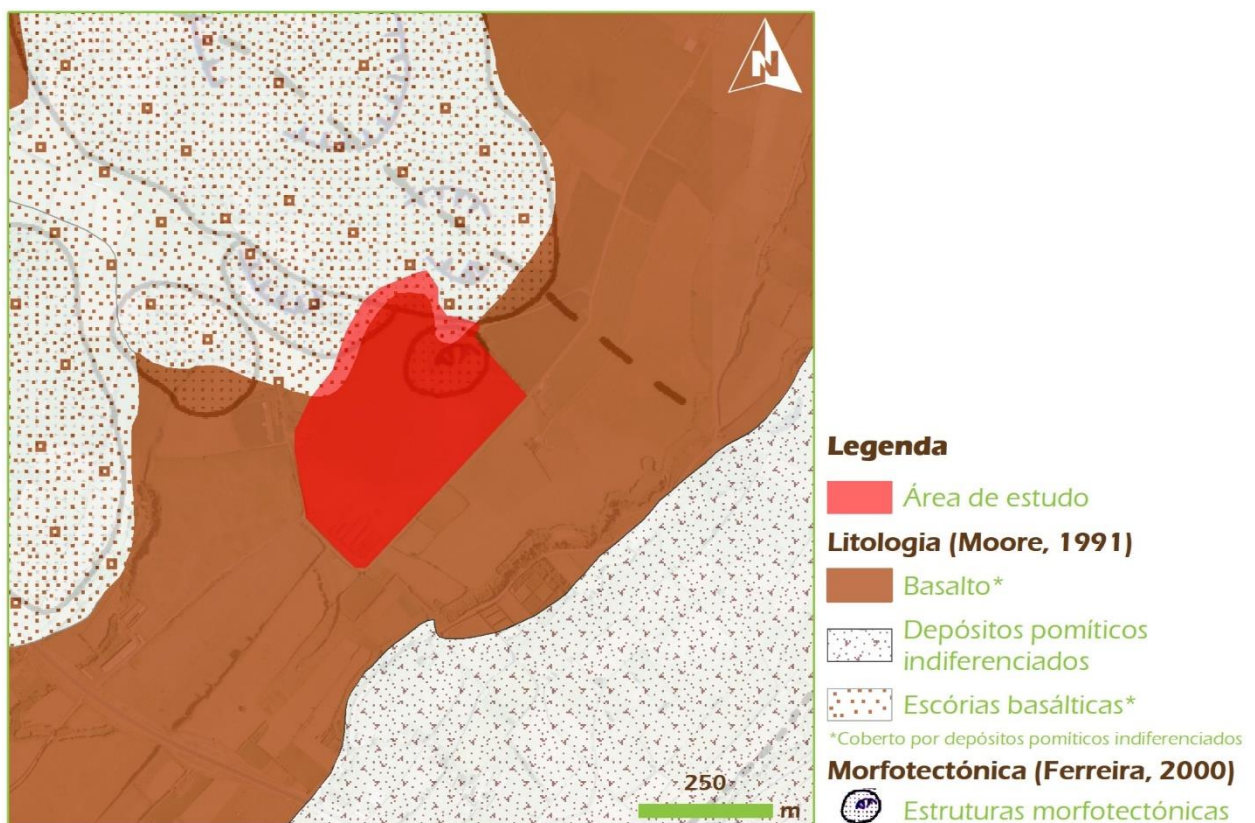 N
250
m
Legenda
Área de estudo
Litologia (Moore, 1991)
Basalto*
Depósitos pomíticos
indiferenciados
Escórias basálticas*
*Coberto por depósitos pomíticos indiferenciados
Morfotectónica (Ferreira, 2000)
Estruturas morfotectónicas